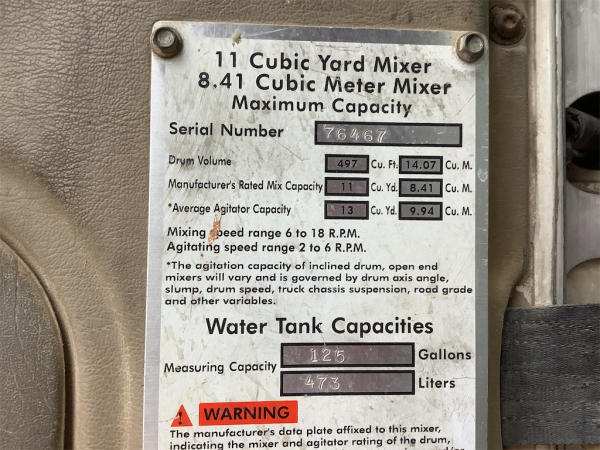 11 Cubic Yard Mixer
8.41 Cubic Meter Mixer
Maximum Capacity
Serial Number 76467
Drum Volume 497 Cu. Ft. 14.07 Cu. M.
Manufacturer's Rated Mix Capacity 11 Cu. Yd. 8.41 Cu. M.
*Average Agitator Capacity 13 Cu. Yd. 9.94 Cu. M.
Mixing speed range 6 to 18 R.P.M.
Agitating speed range 2 to 6 R.P.M.
*The agitation capacity of inclined drum, open end
mixers will vary and is governed by drum axis angle,
slump, drum speed, truck chassis suspension, road grade
and other variables.
Water Tank Capacities
Measuring Capacity 125 Gallons
473 Liters
WARNING
The manufacturer's data plate affixed to this mixer,
indicating the mixer and agitator rating of the drum,